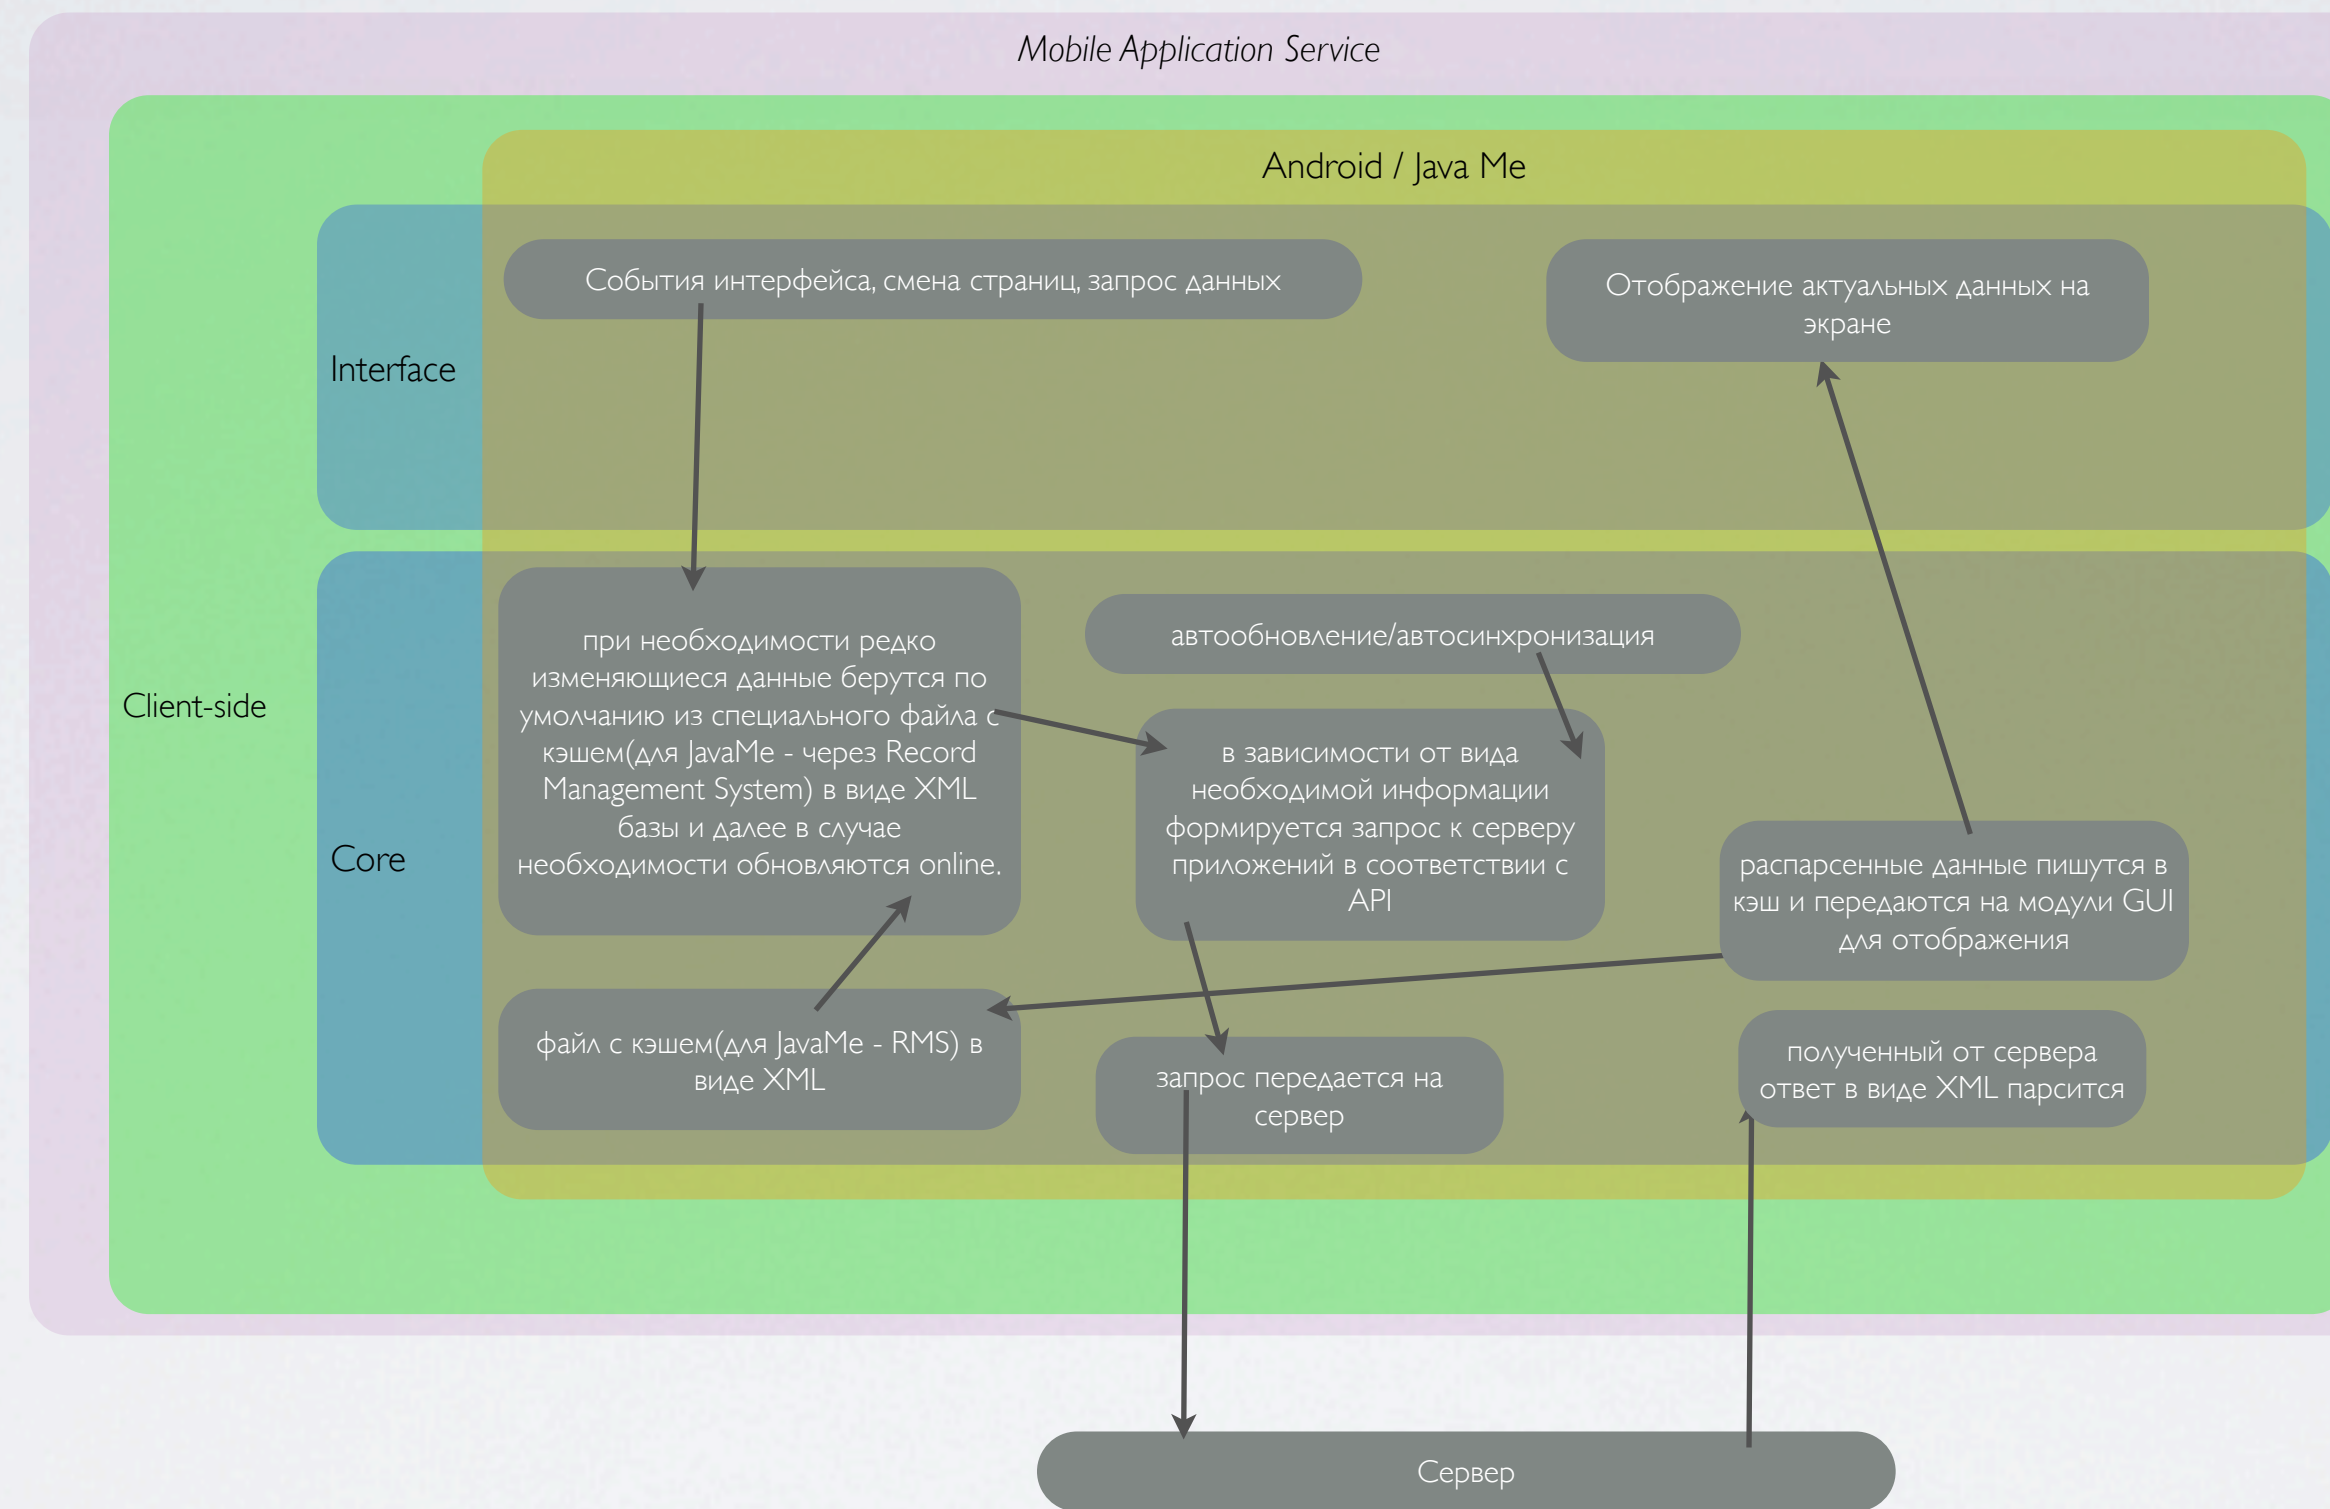 Mobile Application Service
Android / Java Me
События интерфейса, смена страниц, запрос данных
Отображение актуальных данных на
экране
Interface
Client-side
Core
при необходимости редко
изменяющиеся данные берутся по
умолчанию из специального файла с
кэшем(для JavaMe - через Record
Management System) в виде XML
базы и далее в случае
необходимости обновляются online.
автообновление/автосинхронизация
в зависимости от вида
необходимой информации
формируется запрос к серверу
приложений в соответствии с
API
распарсенные данные пишутся в
кэш и передаются на модули GUI
для отображения
файл с кэшем(для JavaMe - RMS) в
виде XML
запрос передается на
сервер
полученный от сервера
ответ в виде XML парсится
Сервер